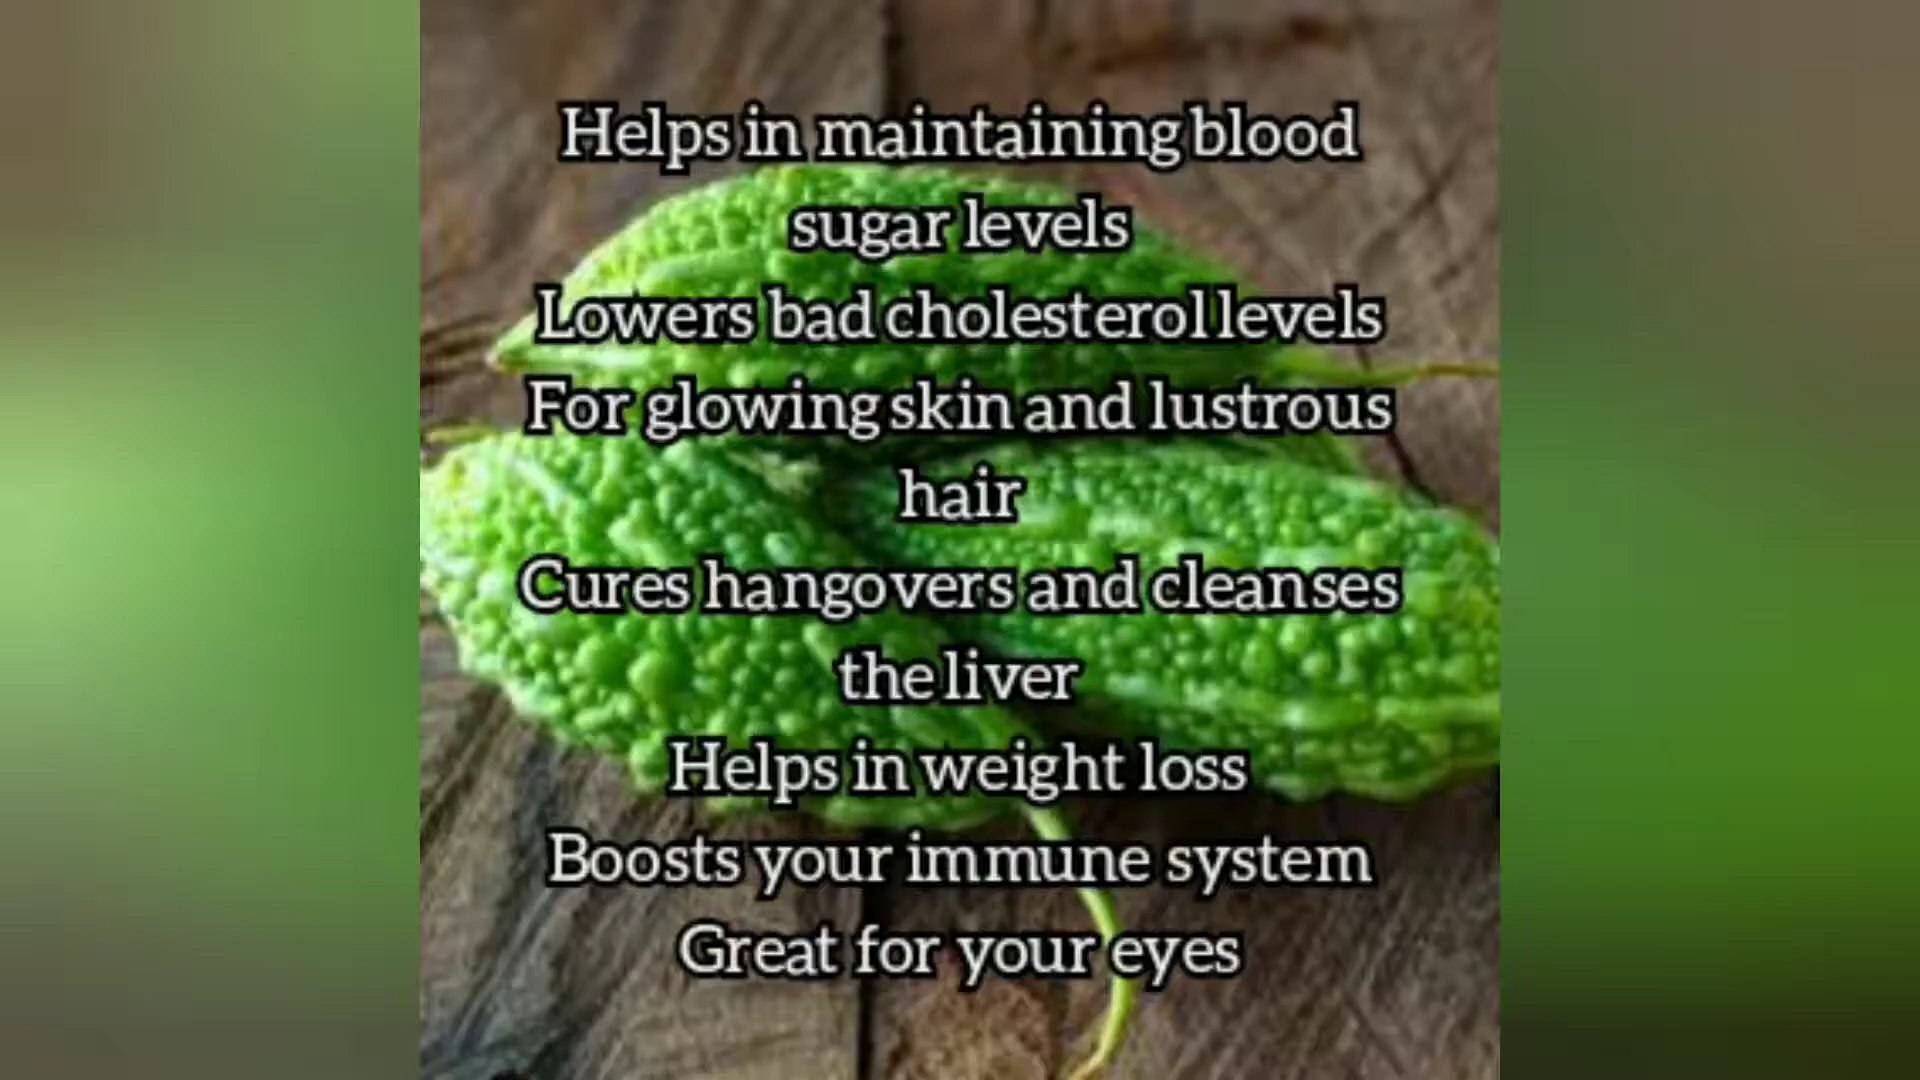 Helps in maintaining blood
sugar levels
Lowers bad cholesterol levels
For glowing skin and lustrous
hair
Cures hangovers and cleanses
the liver
Helps in weight loss
Boosts your immune system
Great for your eyes